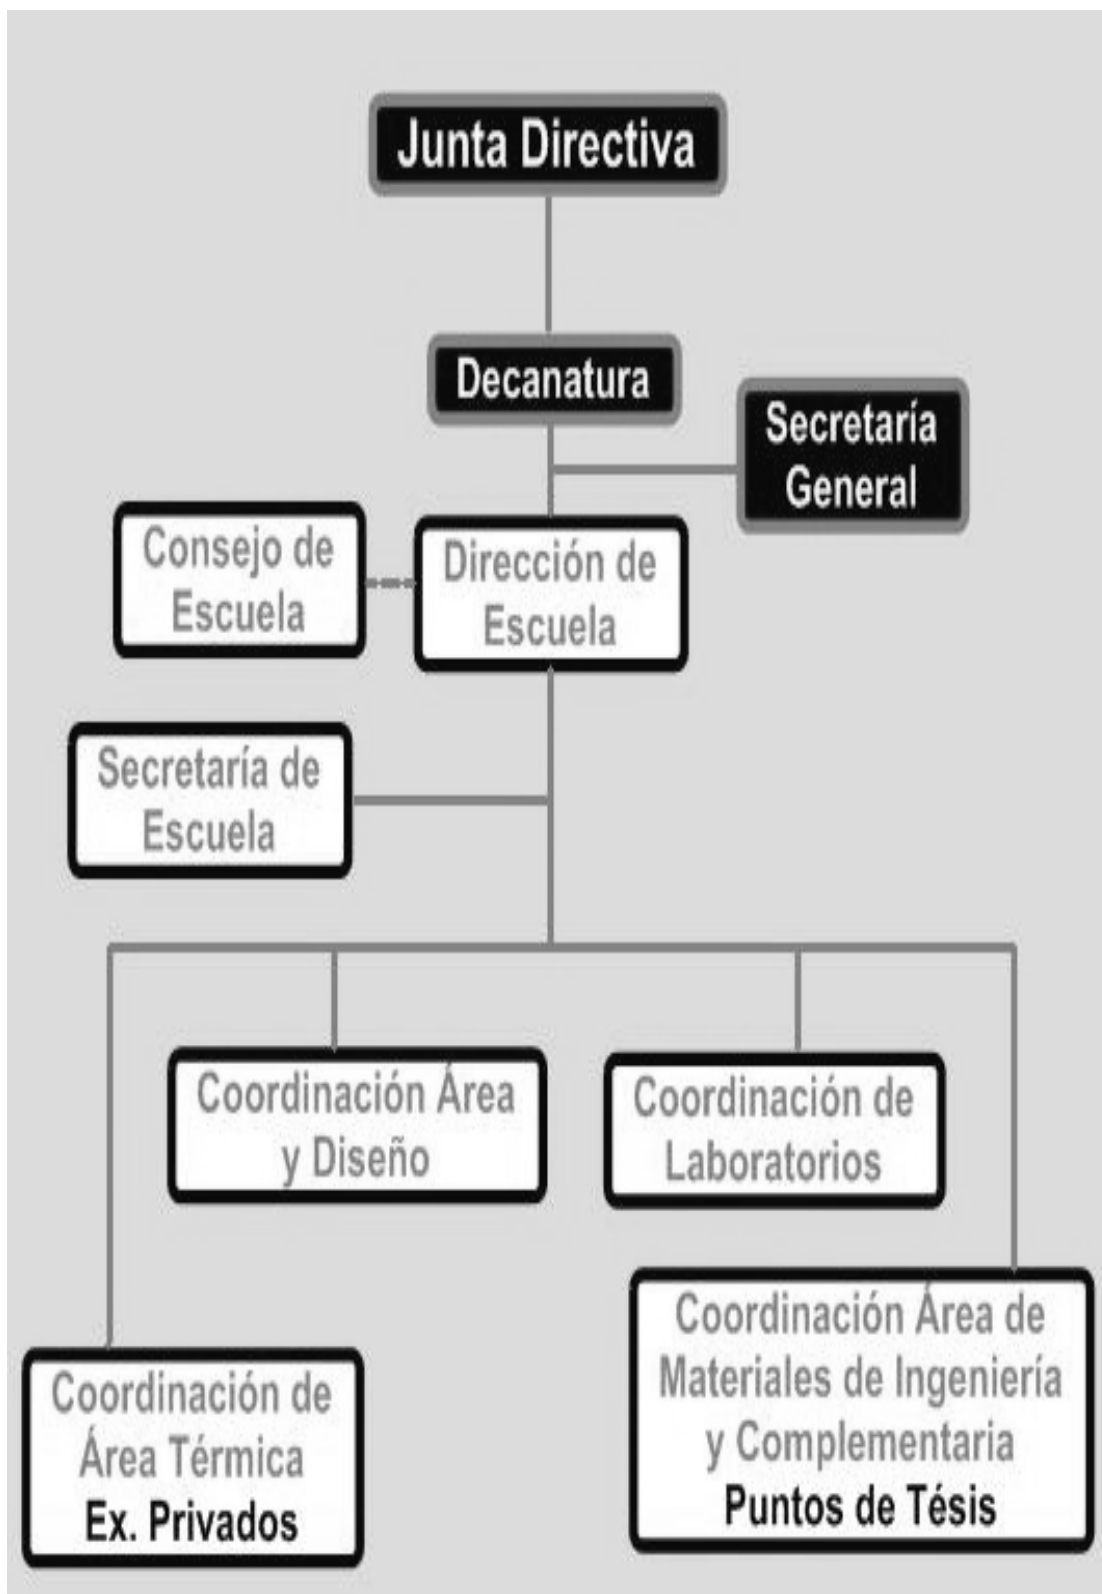 Junta Directiva
Decanatura
Secretaría
General
Consejo de
Escuela
Dirección de
Escuela
Secretaría de
Escuela
Coordinación Área
y Diseño
Coordinación de
Laboratorios
Coordinación de
Área Térmica
Ex. Privados
Coordinación Área de
Materiales de Ingeniería
y Complementaria
Puntos de Tésis